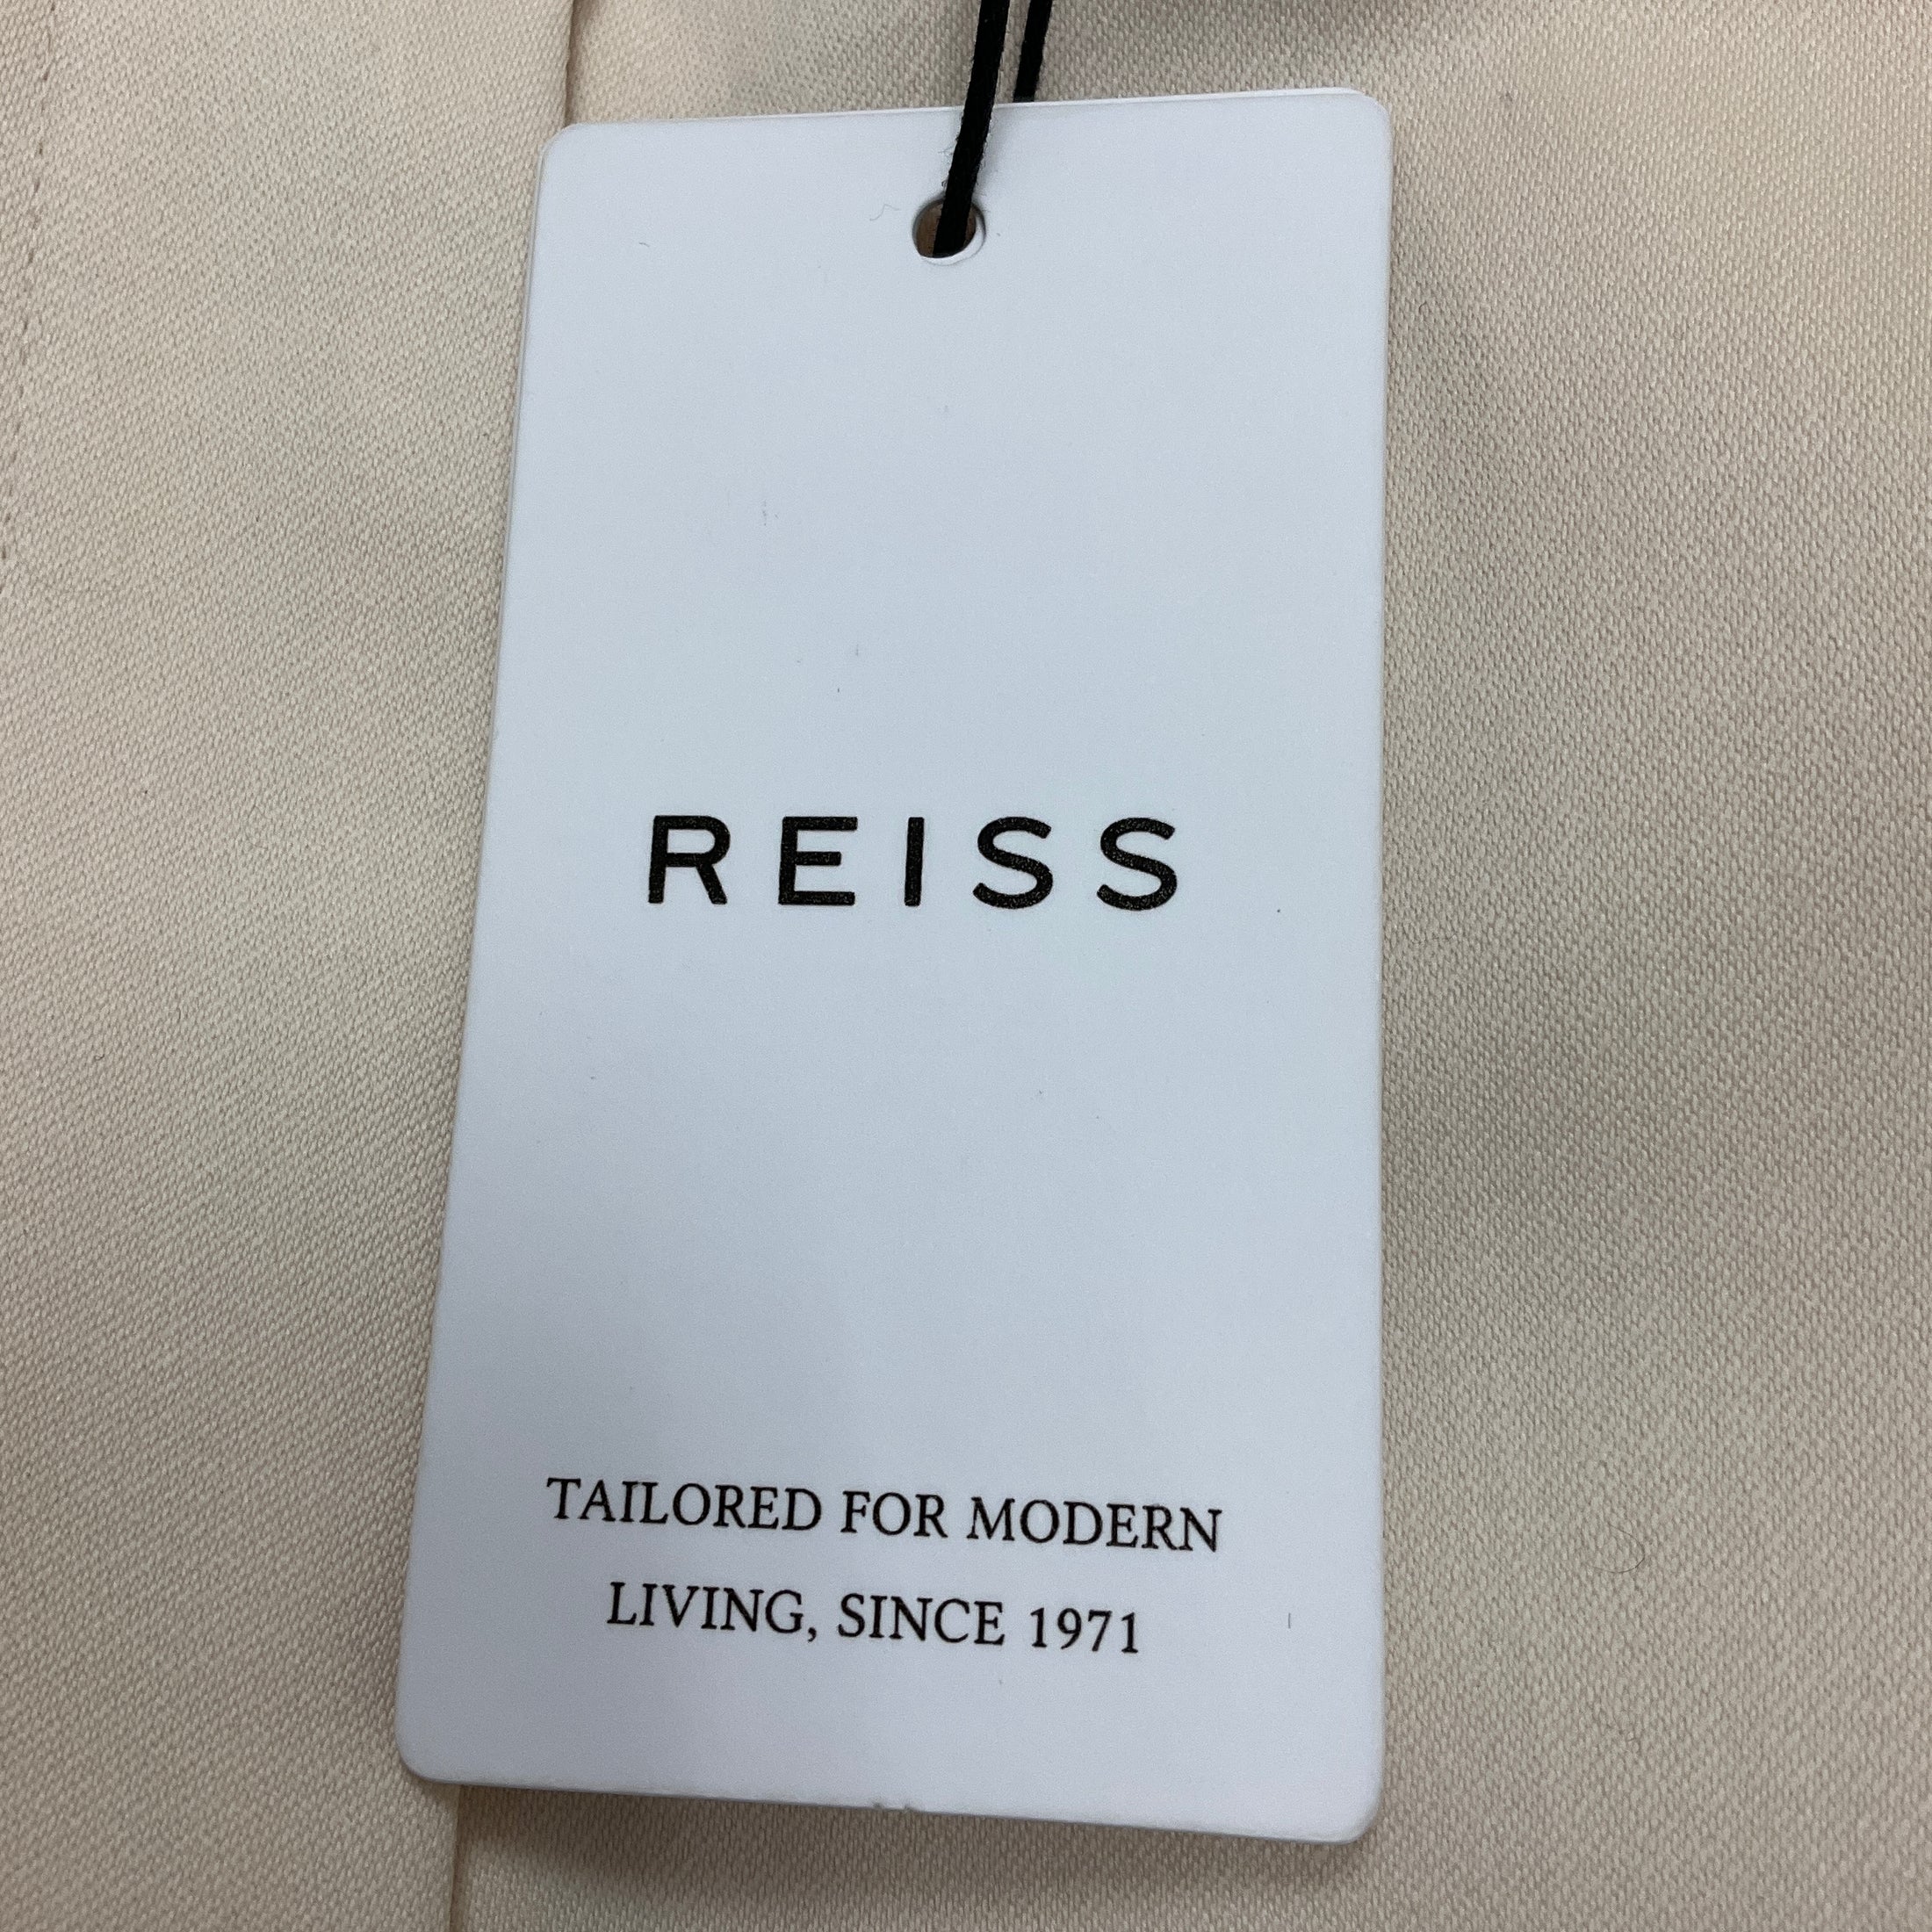 REISS
TAILORED FOR MODERN
LIVING, SINCE 1971